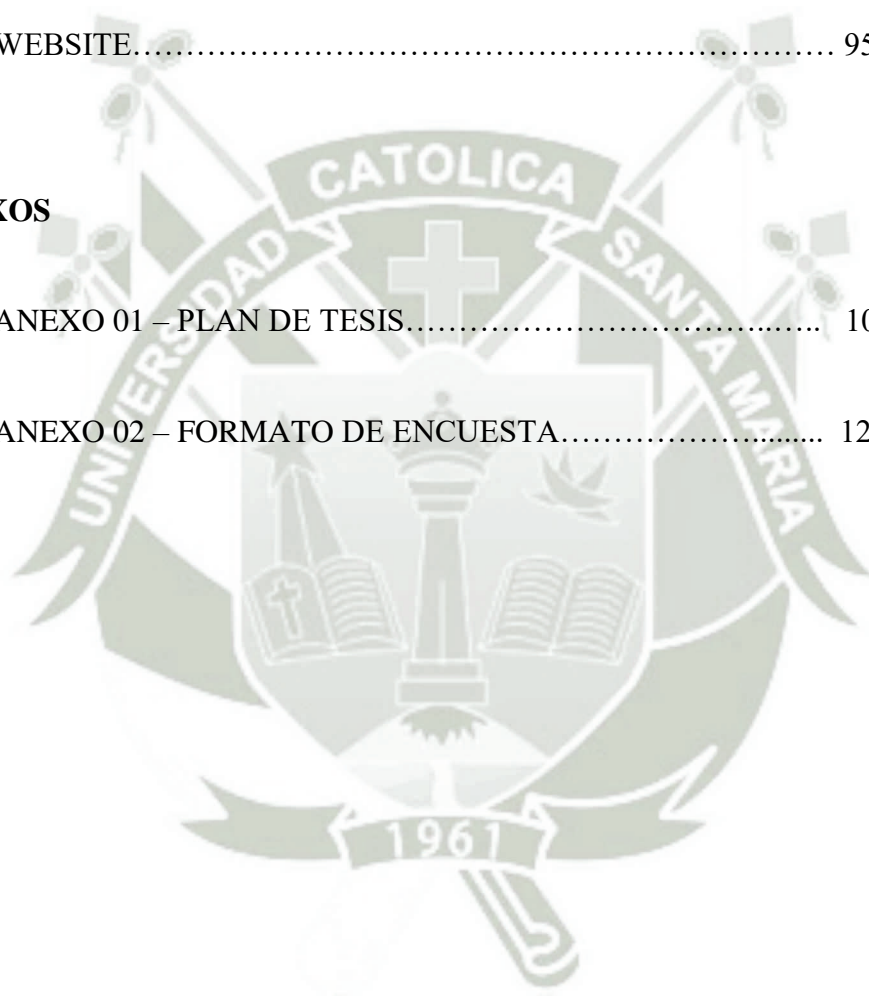 WEBSITE…………………………………………………………… 95
XOS
ANEXO 01 – PLAN DE TESIS…………………………………. 10
ANEXO 02 – FORMATO DE ENCUESTA……………………... 12
UNIVERSIDAD CATOLICA SANTA MARIA
1961